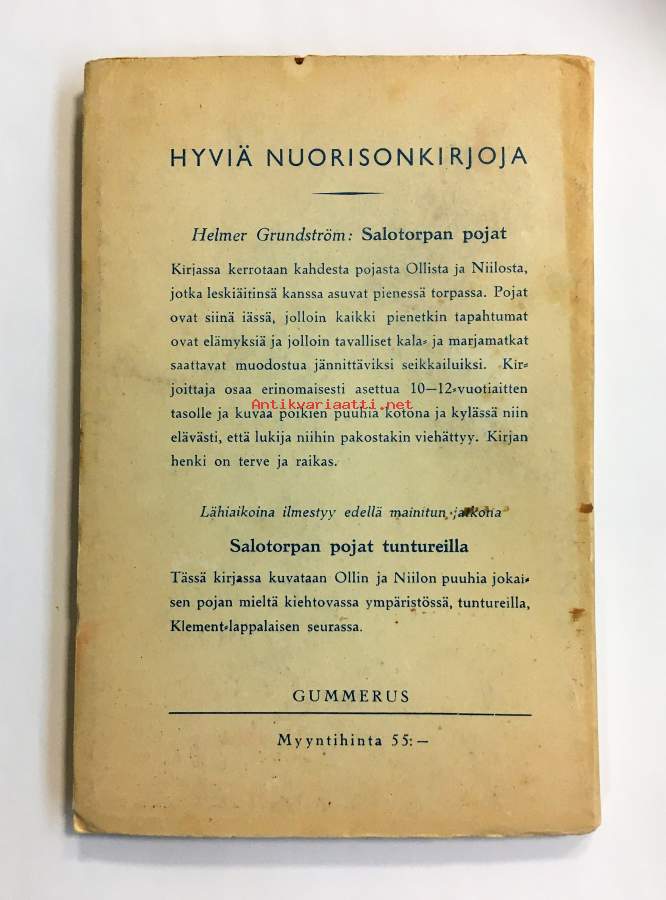 HYVIÄ NUORISONKIRJOJA
Helmer Grundström: Salotorpan pojat
Kirjassa kerrotaan kahdesta pojasta Ollista ja Niilosta,
jotka leskiäitinsä kanssa asuvat pienessä torpassa. Pojat
ovat siinä iässä, jolloin kaikki pienetkin tapahtumat
ovat elämyksiä ja jolloin tavalliset kala- ja marjamatkat
saattavat muodostua jännittäviksi seikkailuiksi. Kir-
joittaja osaa erinomaisesti asettua 10—12-vuotiaitten
Antikvariaatti.net
tasolle ja kuvaa poikien puuhia kotona ja kylässä niin
elävästi, että lukija niihin pakostakin viehättyy. Kirjan
henki on terve ja raikas.
Lähiaikoina ilmestyy edellä mainitun jatkona
Salotorpan pojat tuntureilla
Tässä kirjassa kuvataan Ollin ja Niilon puuhia jokai-
sen pojan mieltä kiehtovassa ympäristössä, tuntureilla,
Klement-lappalaisen seurassa.
GUMMERUS
Myyntihinta 55:—